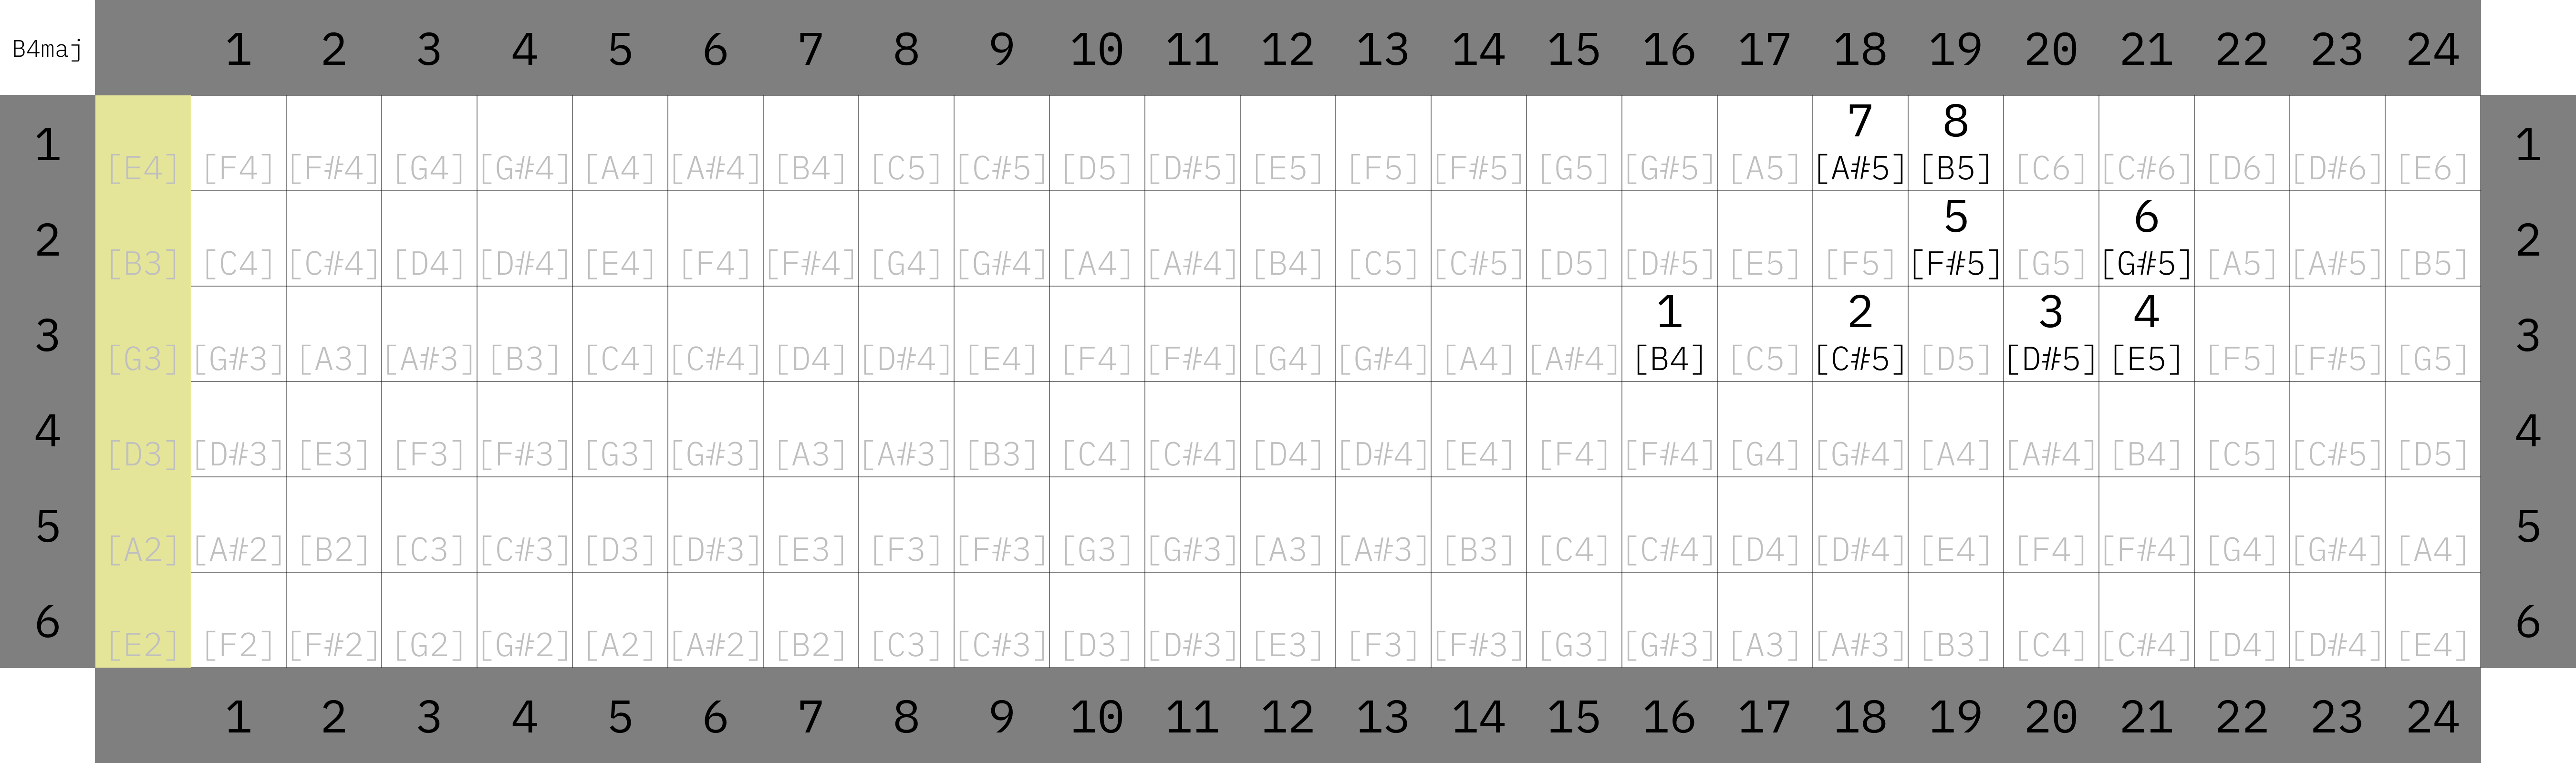 B4maj 1 2 3 4 5 6 7 8 9 10 11 12 13 14 15 16 17 18 19 20 21 22 23 24
7 8
1 [E4] [F4] [F#4] [G4] [G#4] [A4] [A#4] [B4] [C5] [C#5] [D5] [D#5] [E5] [F5] [F#5] [G5] [G#5] [A5] [A#5] [B5] [C6] [C#6] [D6] [D#6] [E6] 1
5 6
2 [B3] [C4] [C#4] [D4] [D#4] [E4] [F4] [F#4] [G4] [G#4] [A4] [A#4] [B4] [C5] [C#5] [D5] [D#5] [E5] [F5] [F#5] [G5] [G#5] [A5] [A#5] [B5] 2
1 2 3 4
3 [G3] [G#3] [A3] [A#3] [B3] [C4] [C#4] [D4] [D#4] [E4] [F4] [F#4] [G4] [G#4] [A4] [A#4] [B4] [C5] [C#5] [D5] [D#5] [E5] [F5] [F#5] [G5] 3
4 [D3] [D#3] [E3] [F3] [F#3] [G3] [G#3] [A3] [A#3] [B3] [C4] [C#4] [D4] [D#4] [E4] [F4] [F#4] [G4] [G#4] [A4] [A#4] [B4] [C5] [C#5] [D5] 4
5 [A2] [A#2] [B2] [C3] [C#3] [D3] [D#3] [E3] [F3] [F#3] [G3] [G#3] [A3] [A#3] [B3] [C4] [C#4] [D4] [D#4] [E4] [F4] [F#4] [G4] [G#4] [A4] 5
6 [E2] [F2] [F#2] [G2] [G#2] [A2] [A#2] [B2] [C3] [C#3] [D3] [D#3] [E3] [F3] [F#3] [G3] [G#3] [A3] [A#3] [B3] [C4] [C#4] [D4] [D#4] [E4] 6
1 2 3 4 5 6 7 8 9 10 11 12 13 14 15 16 17 18 19 20 21 22 23 24